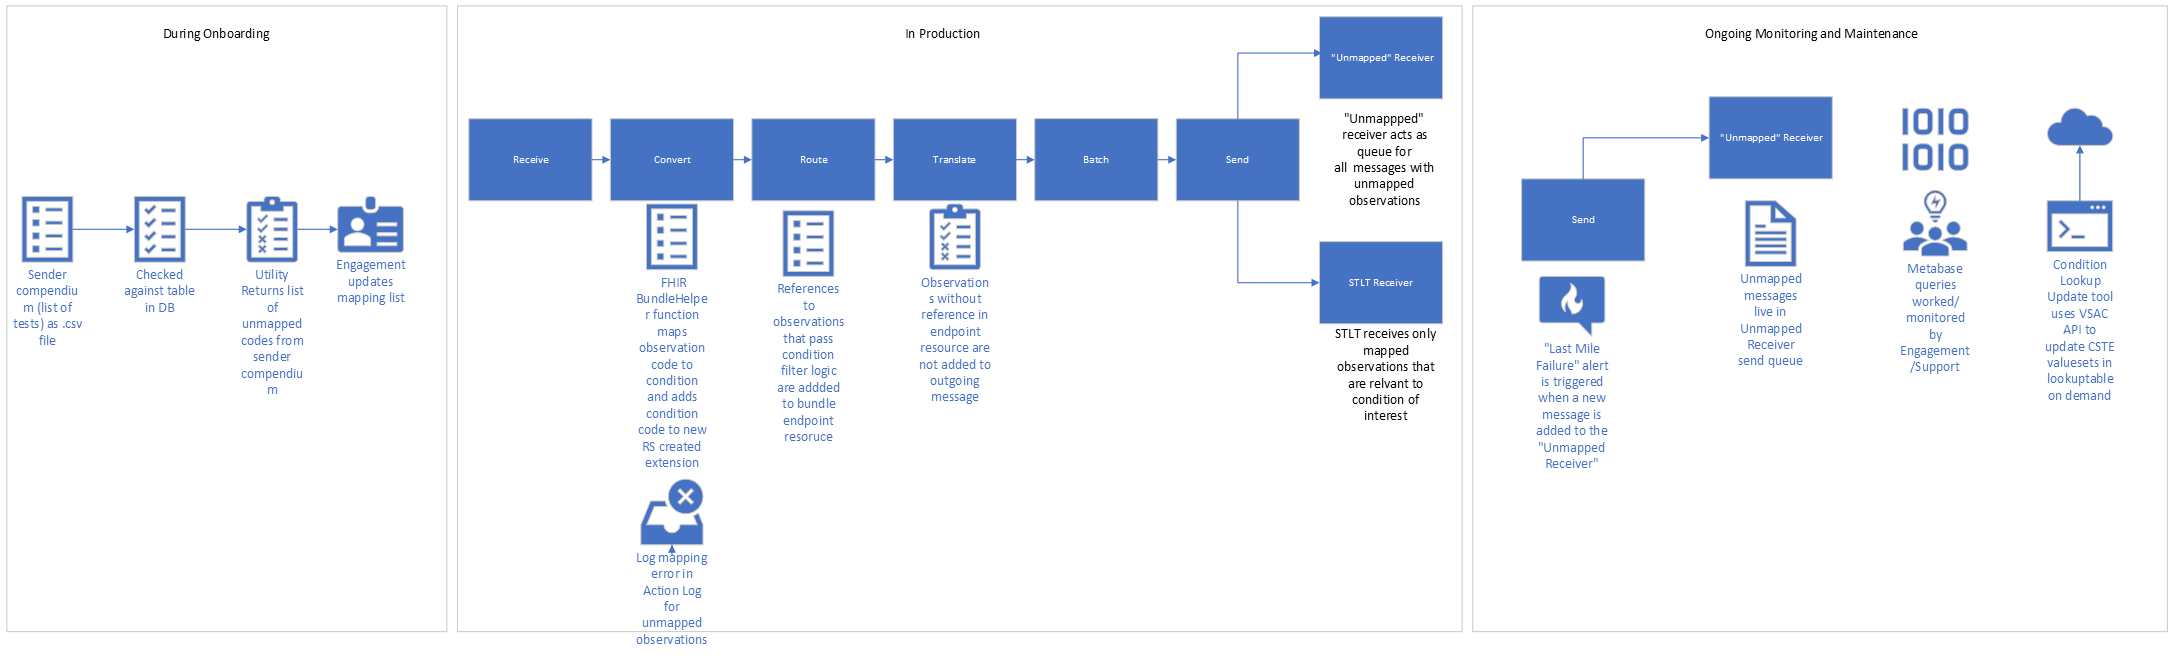 During Onboarding
Sender
compendiu
m (list of
tests) as .csv
file
Checked
against table
in DB
Utility
Returns list
of
unmapped
codes from
sender
compendiu
m
Engagement
updates
mapping list
In Production
Receive
Convert
Route
Translate
Batch
Send
"Unmapped" Receiver
"Unmappped"
receiver acts as
queue for
all messages with
unmapped
observations
STLT Receiver
STLT receives only
mapped
observations that
are relvant to
condition of
interest
FHIR
BundleHelpe
r function
maps
observation
code to
condition
and adds
condition
code to new
RS created
extension
Log mapping
error in
Action Log
for
unmapped
observations
References
to
observations
that pass
condition
filter logic
are addded
to bundle
endpoint
resoruce
Observation
s without
reference in
endpoint
resource are
not added to
outgoing
message
Ongoing Monitoring and Maintenance
Send
"Unmapped" Receiver
"Last Mile
Failure" alert
is triggered
when a new
message is
added to the
"Unmapped
Receiver"
Unmapped
messages
live in
Unmapped
Receiver
send queue
IOIO
IOIO
Metabase
queries
worked/
monitored
by
Engagement
/Support
Condition
Lookup
Update tool
uses VSAC
API to
update CSTE
valuesets in
lookuptable
on demand